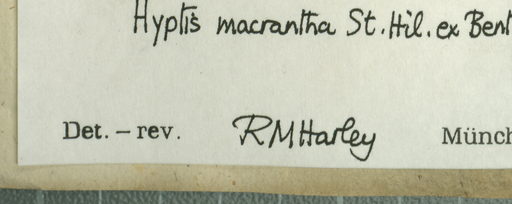 Hyptis macrantha St.Hil. ex Bent
Det. – rev. RMHarley Münch